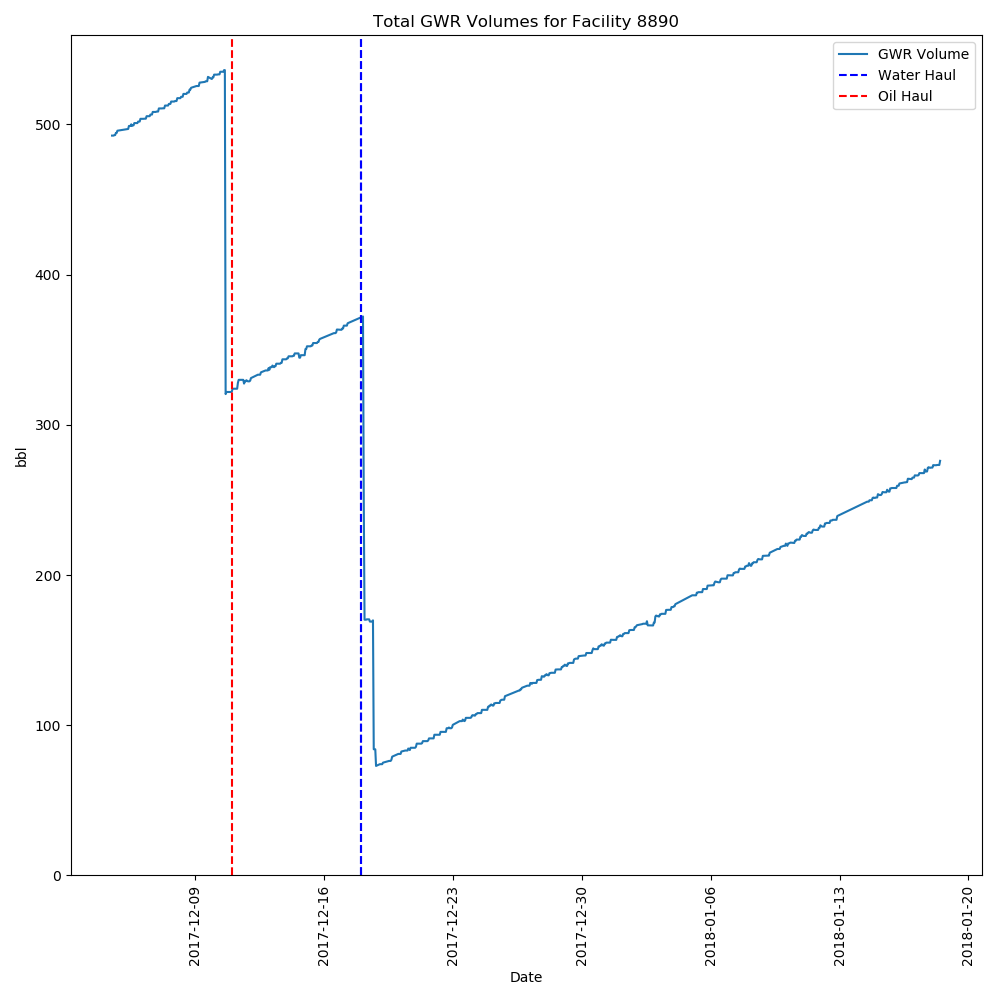 Total GWR Volumes for Facility 8890
GWR Volume
Water Haul
Oil Haul
500
400
300
200
100
0
bbl
2017-12-09
2017-12-16
2017-12-23
2017-12-30
2018-01-06
2018-01-13
2018-01-20
Date